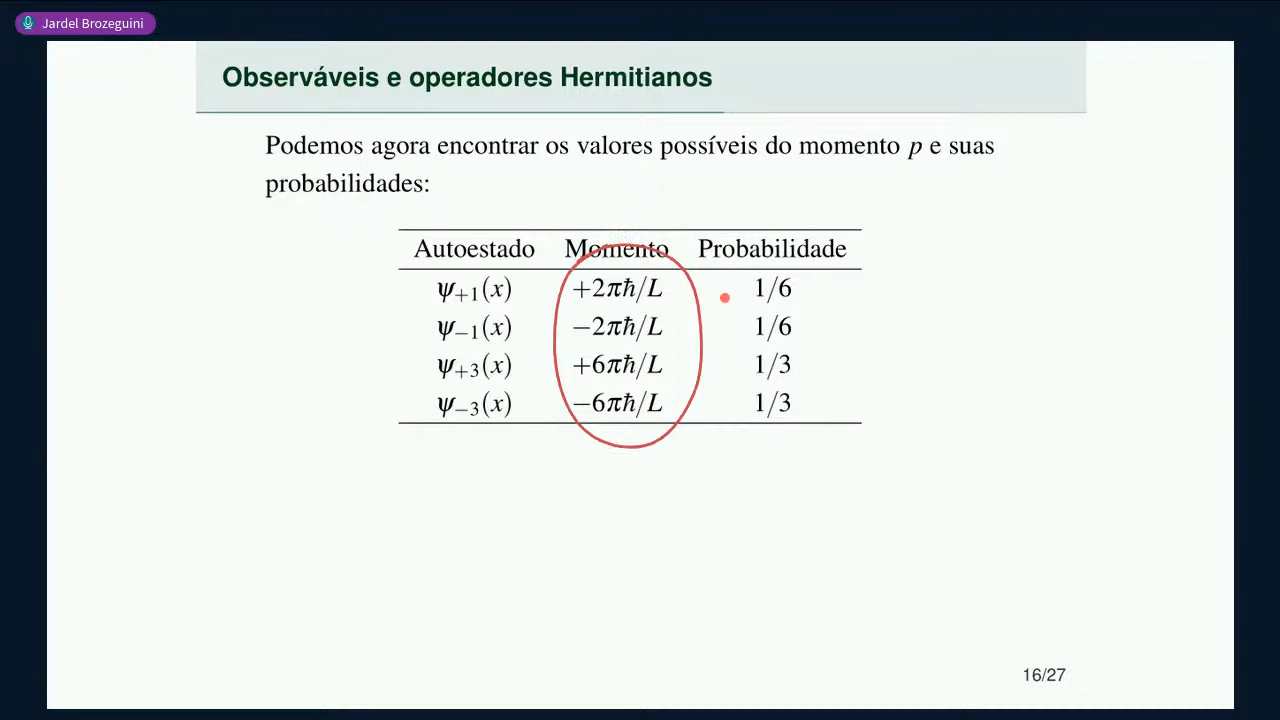 Jardel Brozeguini
Observáveis e operadores Hermitianos
Podemos agora encontrar os valores possíveis do momento p e suas
probabilidades:
Autoestado Momento Probabilidade
ψ₊₁(x) +2πħ/L 1/6
ψ₋₁(x) −2πħ/L 1/6
ψ₊₃(x) +6πħ/L 1/3
ψ₋₃(x) −6πħ/L 1/3
16/27